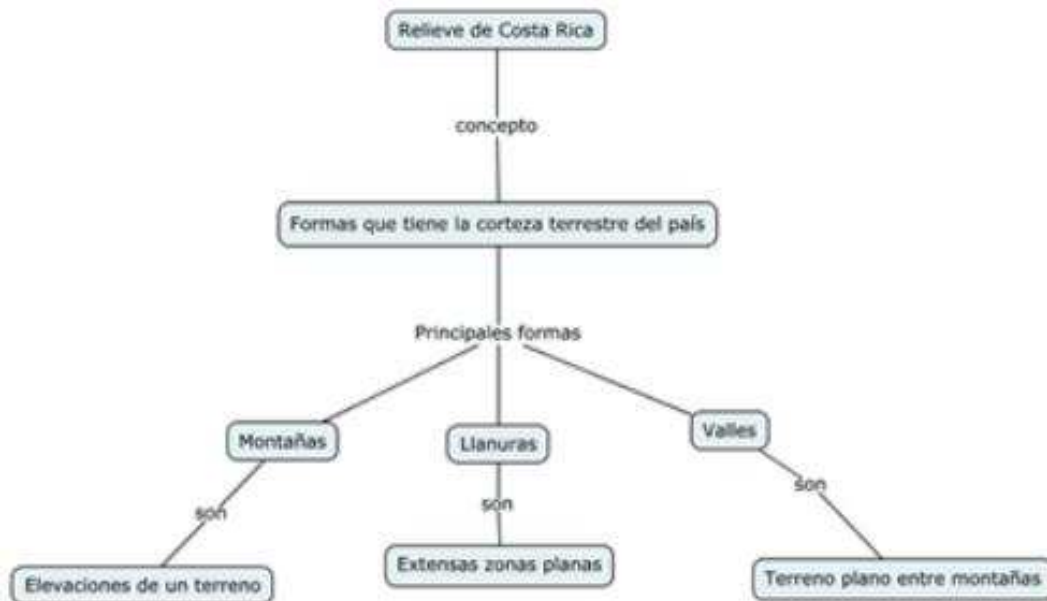 Relieve de Costa Rica
concepto
Formas que tiene la corteza terrestre del país
Principales formas
Montañas
Llanuras
Valles
son
son
son
Elevaciones de un terreno
Extensas zonas planas
Terreno plano entre montañas